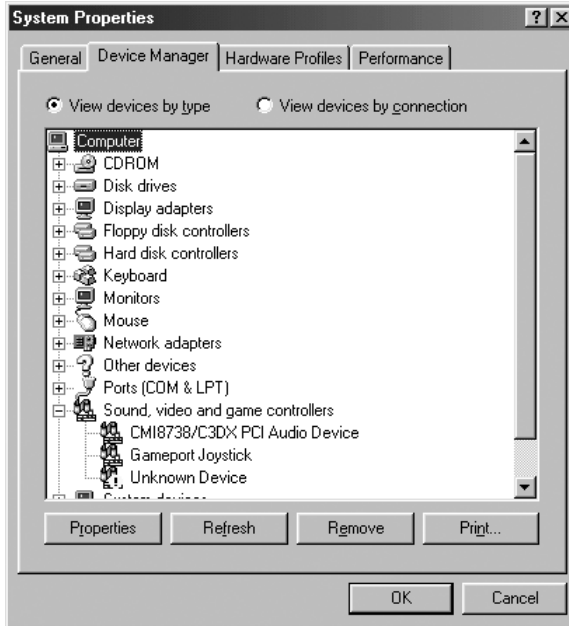 System Properties
General Device Manager Hardware Profiles Performance
View devices by type View devices by connection
Computer
CDROM
Disk drives
Display adapters
Floppy disk controllers
Hard disk controllers
Keyboard
Monitors
Mouse
Network adapters
Other devices
Ports (COM & LPT)
Sound, video and game controllers
CMI8738/C3DX PCI Audio Device
Gameport Joystick
Unknown Device
System devices
Properties Refresh Remove Print...
OK Cancel